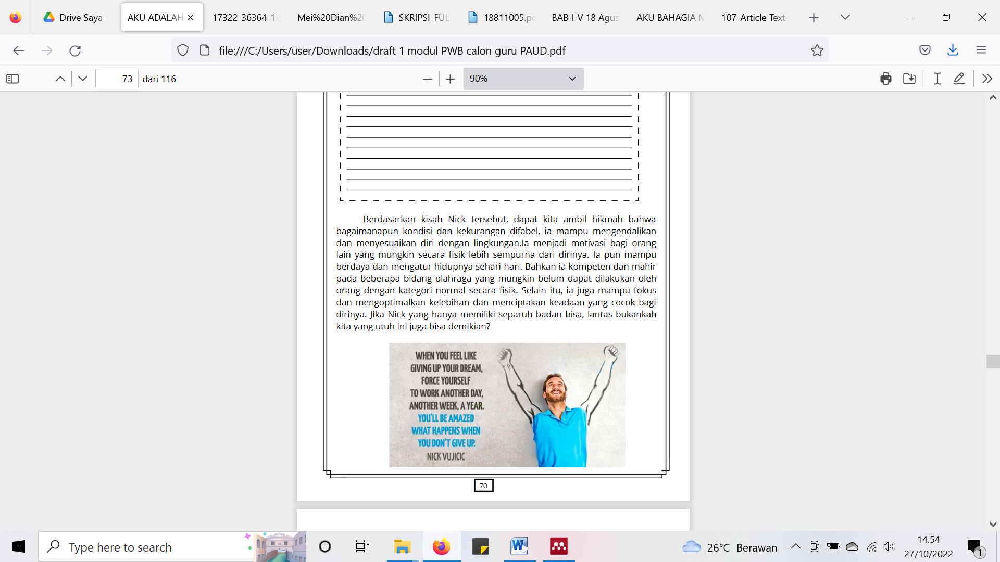 Drive Saya -
AKU ADALAH
17322-36364-1-
Mei%20Dian%2
SKRIPSI_FUL
18811005.pd
BAB I-V 18 Agus
AKU BAHAGIA M
107-Article Text-
file:///C:/Users/user/Downloads/draft 1 modul PWB calon guru PAUD.pdf
73 dari 116
90%
Berdasarkan kisah Nick tersebut, dapat kita ambil hikmah bahwa
bagaimanapun kondisi dan kekurangan difabel, ia mampu mengendalikan
dan menyesuaikan diri dengan lingkungan.Ia menjadi motivasi bagi orang
lain yang mungkin secara fisik lebih sempurna dari dirinya. Ia pun mampu
berdaya dan mengatur hidupnya sehari-hari. Bahkan ia kompeten dan mahir
pada beberapa bidang olahraga yang mungkin belum dapat dilakukan oleh
orang dengan kategori normal secara fisik. Selain itu, ia juga mampu fokus
dan mengoptimalkan kelebihan dan menciptakan keadaan yang cocok bagi
dirinya. Jika Nick yang hanya memiliki separuh badan bisa, lantas bukankah
kita yang utuh ini juga bisa demikian?
WHEN YOU FEEL LIKE
GIVING UP YOUR DREAM,
FORCE YOURSELF
TO WORK ANOTHER DAY,
ANOTHER WEEK, A YEAR.
YOU'LL BE AMAZED
WHAT HAPPENS WHEN
YOU DON'T GIVE UP.
NICK VUJICIC
70
Type here to search
26°C Berawan
14.54
27/10/2022
1